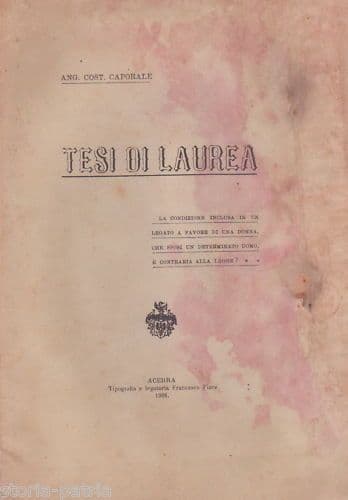 ANG. COST. CAPORALE
TESI DI LAUREA
LA CONDIZIONE INCLUSA IN UN
LEGATO A FAVORE DI UNA DONNA,
CHE SPOSI UN DETERMINATO UOMO,
È CONTRARIA ALLA LEGGE?
ACERRA
Tipografia e legatoria Francesco Fiore
storia-patria